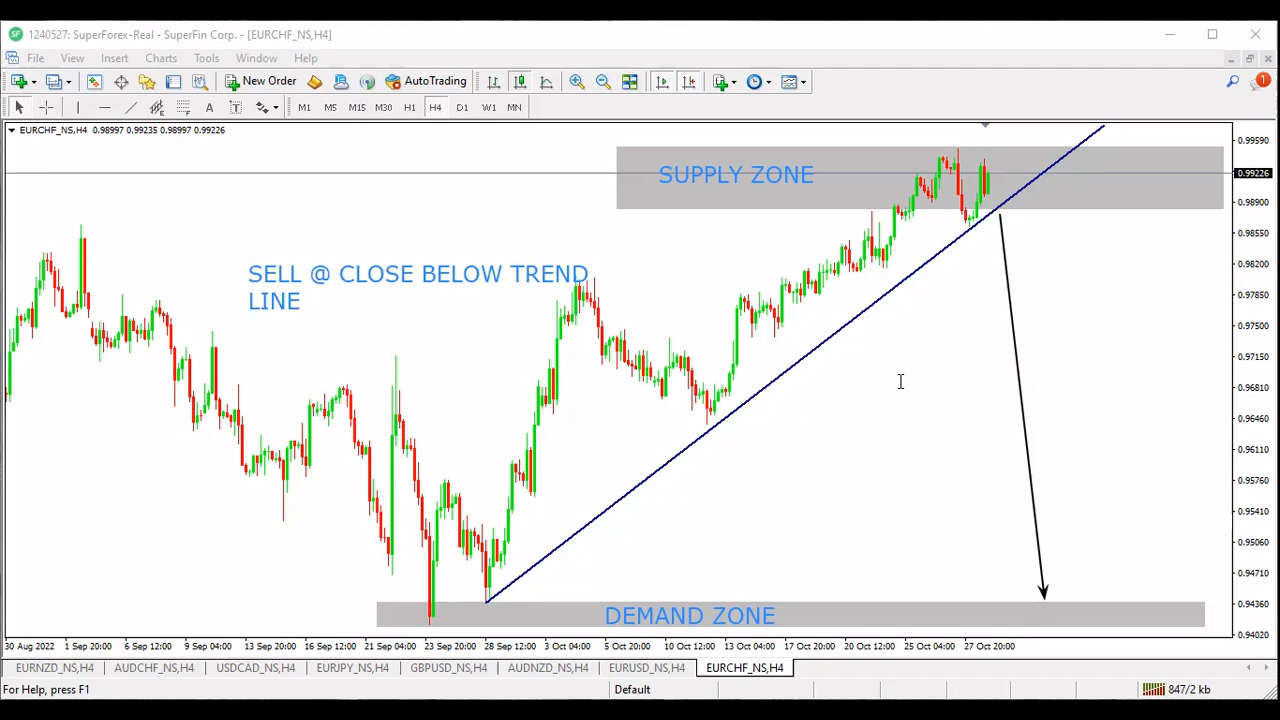 SF 1240527: SuperForex-Real - SuperFin Corp. - [EURCHF_NS,H4]
File View Insert Charts Tools Window Help
New Order AutoTrading 1
A T M1 M5 M15 M30 H1 H4 D1 W1 MN
EURCHF_NS,H4 0.98997 0.99235 0.98997 0.99226
0.99590
SUPPLY ZONE
0.99226
0.98900
0.98550
SELL @ CLOSE BELOW TREND
LINE
0.98200
0.97850
0.97500
0.97150
0.96810
0.96460
0.96110
0.95760
0.95410
0.95060
0.94710
0.94360
DEMAND ZONE
0.94020
30 Aug 2022 1 Sep 20:00 6 Sep 12:00 9 Sep 04:00 13 Sep 20:00 16 Sep 12:00 21 Sep 04:00 23 Sep 20:00 28 Sep 12:00 3 Oct 04:00 5 Oct 20:00 10 Oct 12:00 13 Oct 04:00 17 Oct 20:00 20 Oct 12:00 25 Oct 04:00 27 Oct 20:00
EURNZD_NS,H4 AUDCHF_NS,H4 USDCAD_NS,H4 EURJPY_NS,H4 GBPUSD_NS,H4 AUDNZD_NS,H4 EURUSD_NS,H4 EURCHF_NS,H4
For Help, press F1 Default 847/2 kb